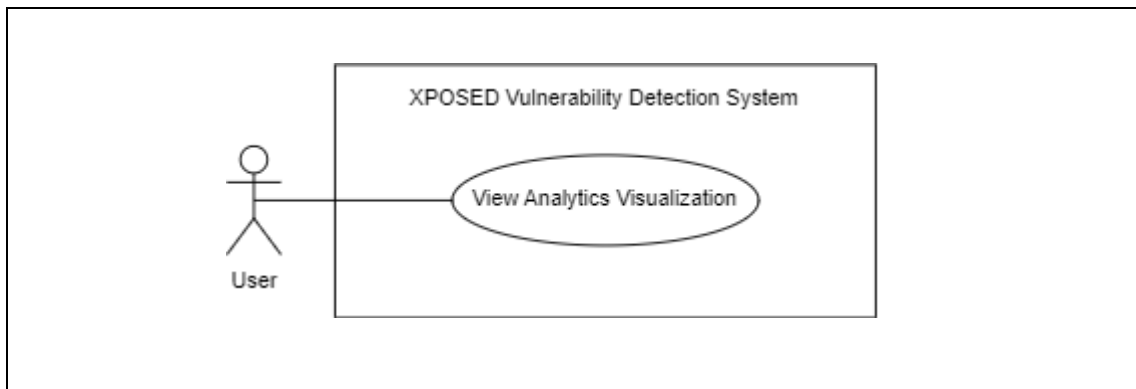 XPOSED Vulnerability Detection System
View Analytics Visualization
User